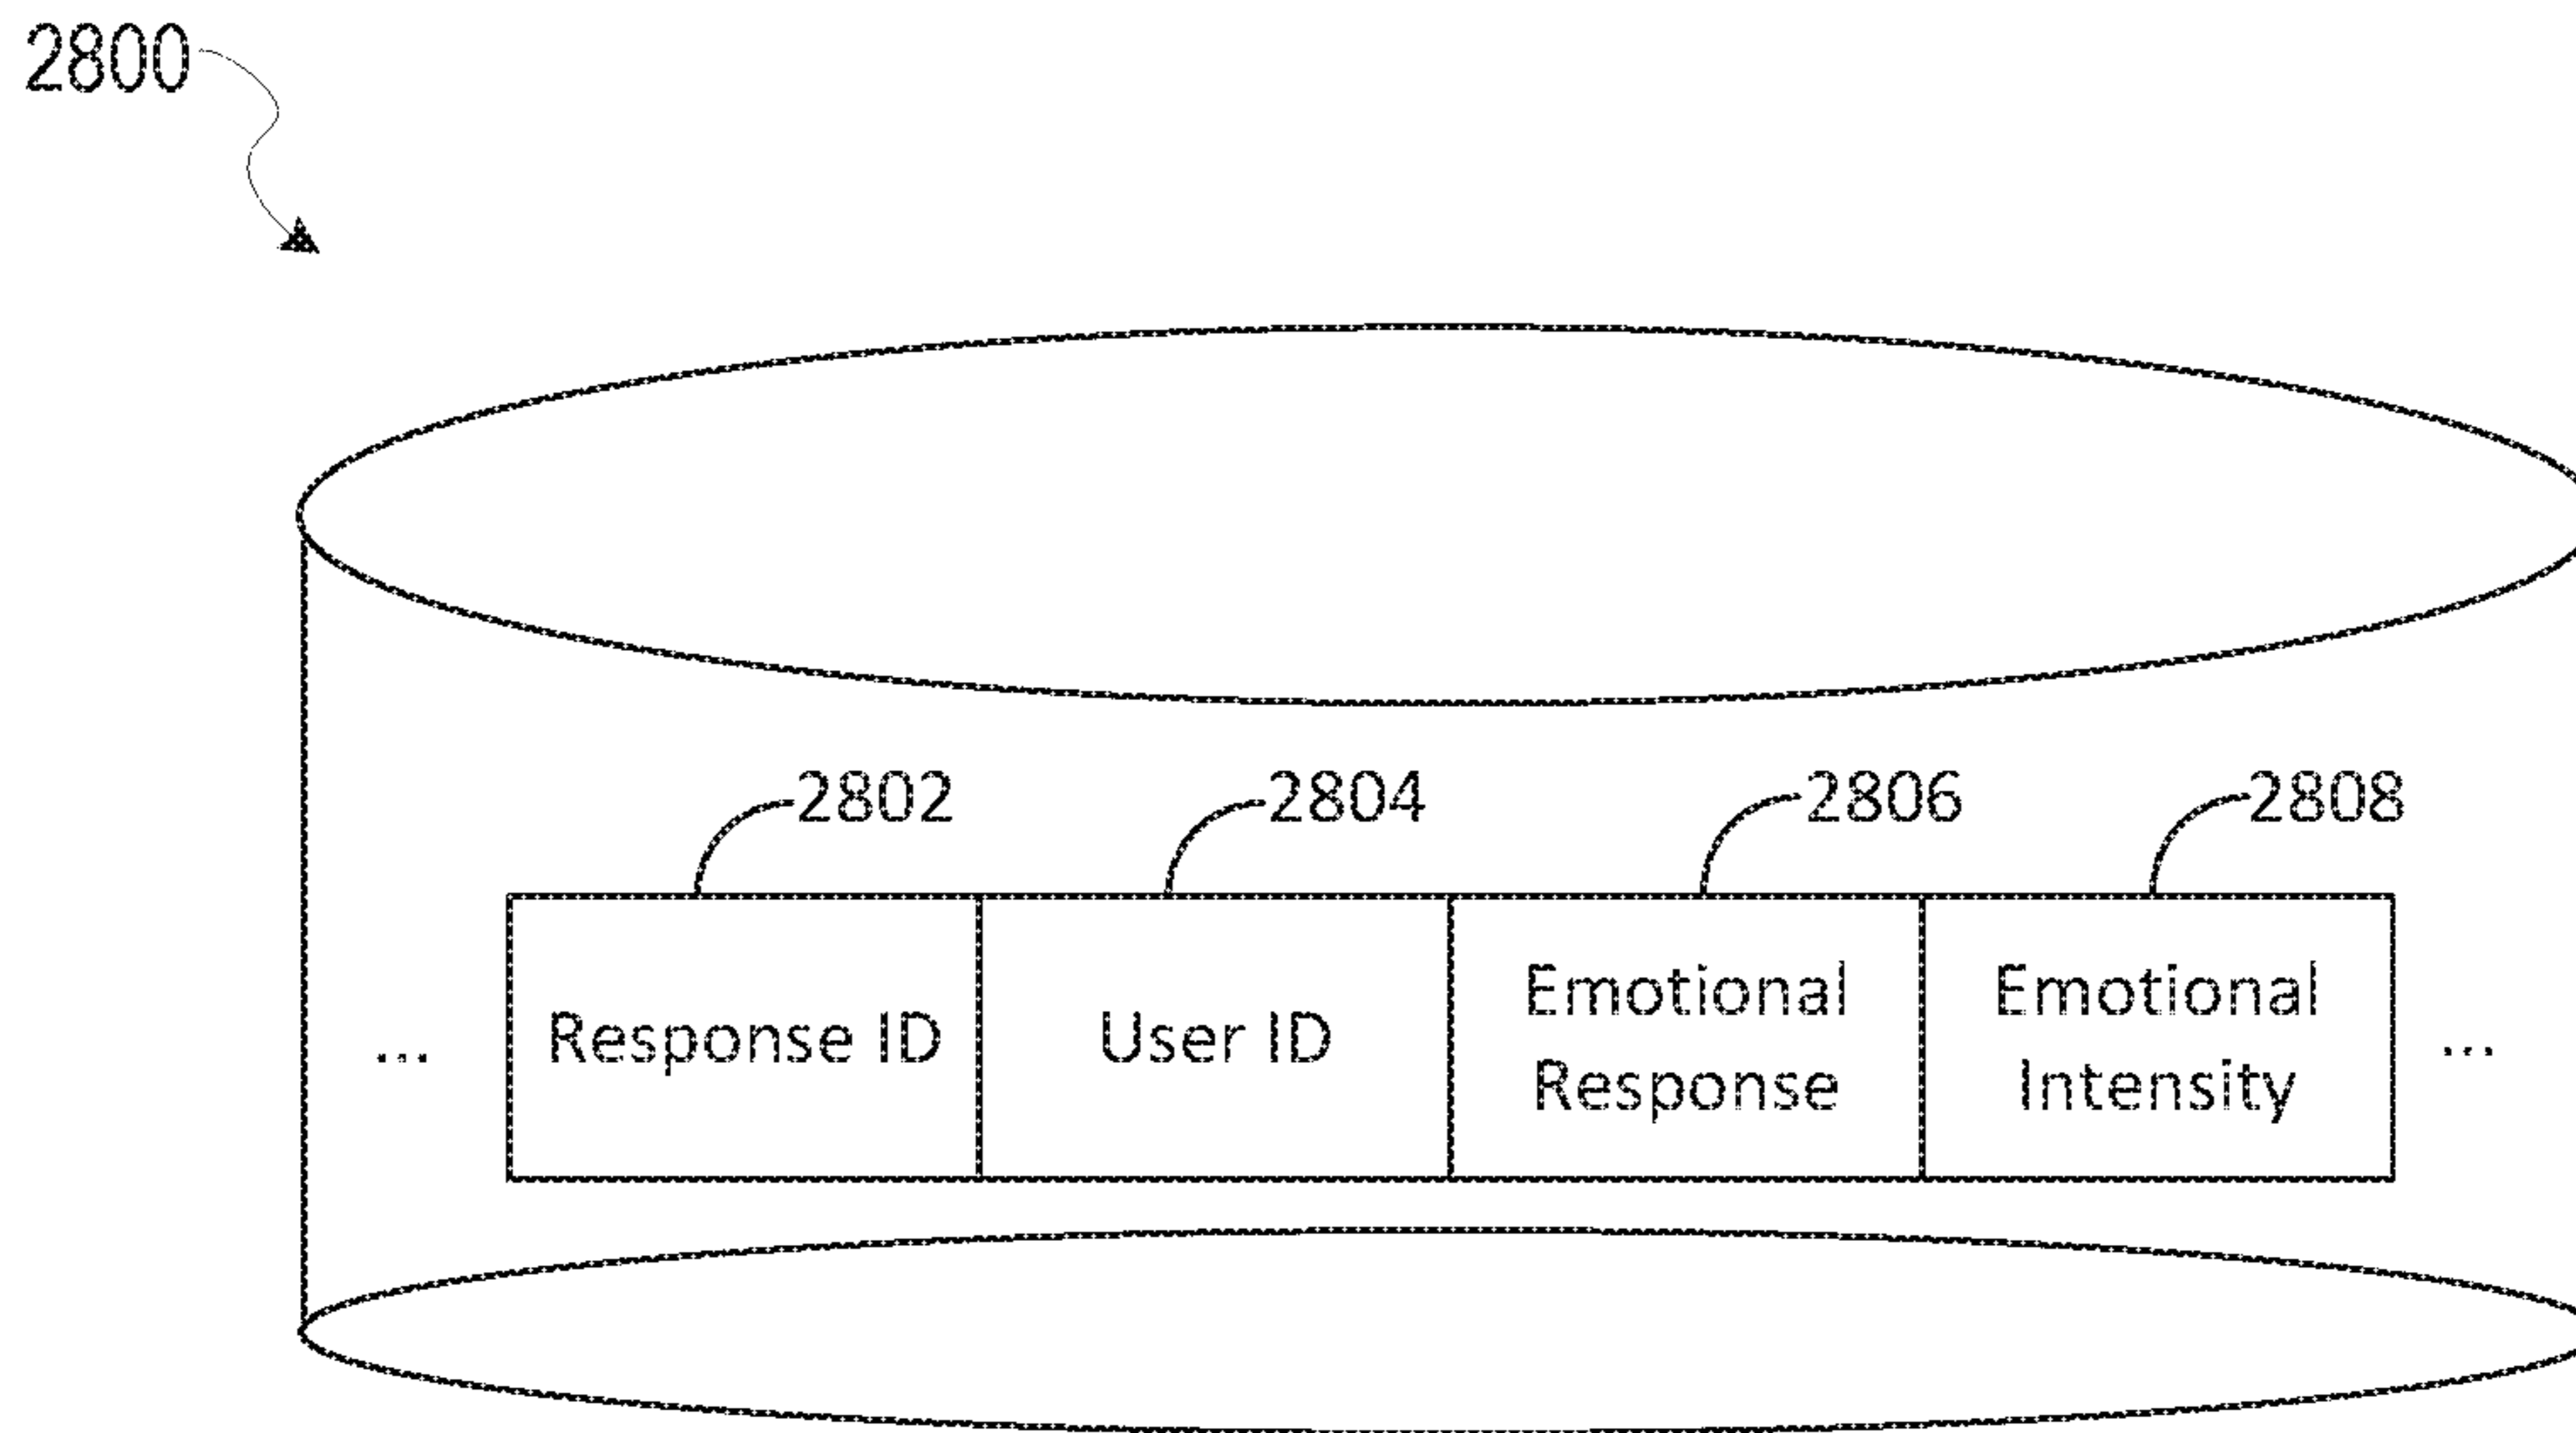 2800
2802 2804 2806 2808
... Response ID User ID Emotional Response Emotional Intensity ...